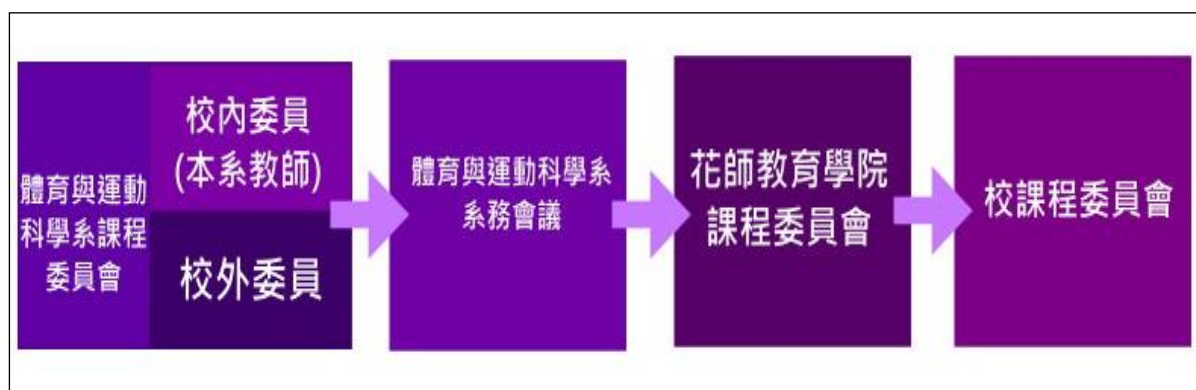 體育與運動
科學系課程
委員會
校內委員
(本系教師)
校外委員
體育與運動科學系
系務會議
花師教育學院
課程委員會
校課程委員會